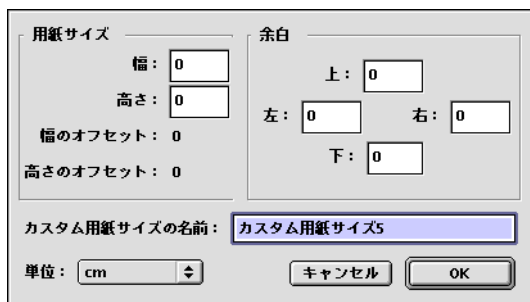 用紙サイズ
幅： 0
高さ： 0
幅のオフセット： 0
高さのオフセット： 0
余白
上： 0
左： 0 右： 0
下： 0
カスタム用紙サイズの名前： カスタム用紙サイズ5
単位： cm キャンセル OK